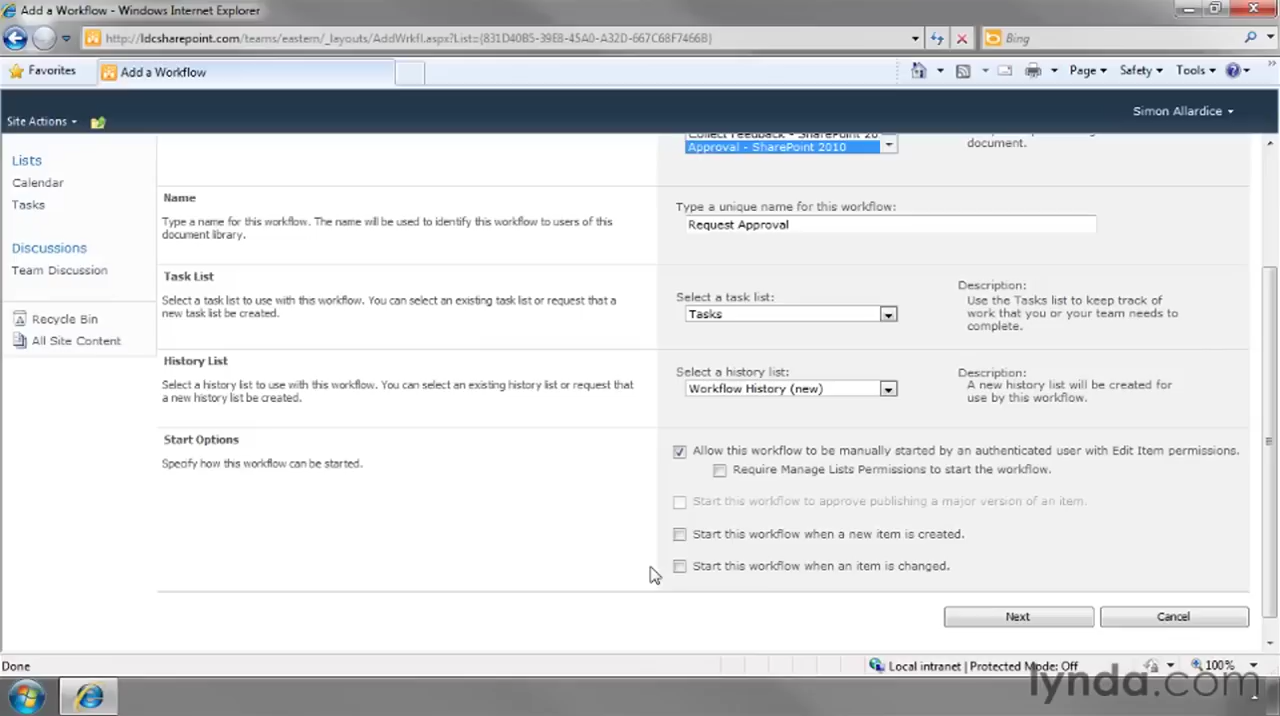 Add a Workflow - Windows Internet Explorer
http://ldcsharepoint.com/teams/eastern/_layouts/AddWrkfl.aspx?List={831D40B5-39E8-45A0-A32D-667C68F7466B}
Bing
Favorites
Add a Workflow
Page
Safety
Tools
Site Actions
Simon Allardice
Lists
Calendar
Tasks
Discussions
Team Discussion
Recycle Bin
All Site Content
Collect Feedback - SharePoint 20
Approval - SharePoint 2010
document.
Name
Type a name for this workflow. The name will be used to identify this workflow to users of this
document library.
Type a unique name for this workflow:
Request Approval
Task List
Select a task list to use with this workflow. You can select an existing task list or request that a
new task list be created.
Select a task list:
Tasks
Description:
Use the Tasks list to keep track of
work that you or your team needs to
complete.
History List
Select a history list to use with this workflow. You can select an existing history list or request that
a new history list be created.
Select a history list:
Workflow History (new)
Description:
A new history list will be created for
use by this workflow.
Start Options
Specify how this workflow can be started.
Allow this workflow to be manually started by an authenticated user with Edit Item permissions.
Require Manage Lists Permissions to start the workflow.
Start this workflow to approve publishing a major version of an item.
Start this workflow when a new item is created.
Start this workflow when an item is changed.
Next
Cancel
Done
Local intranet | Protected Mode: Off
100%
lynda.com